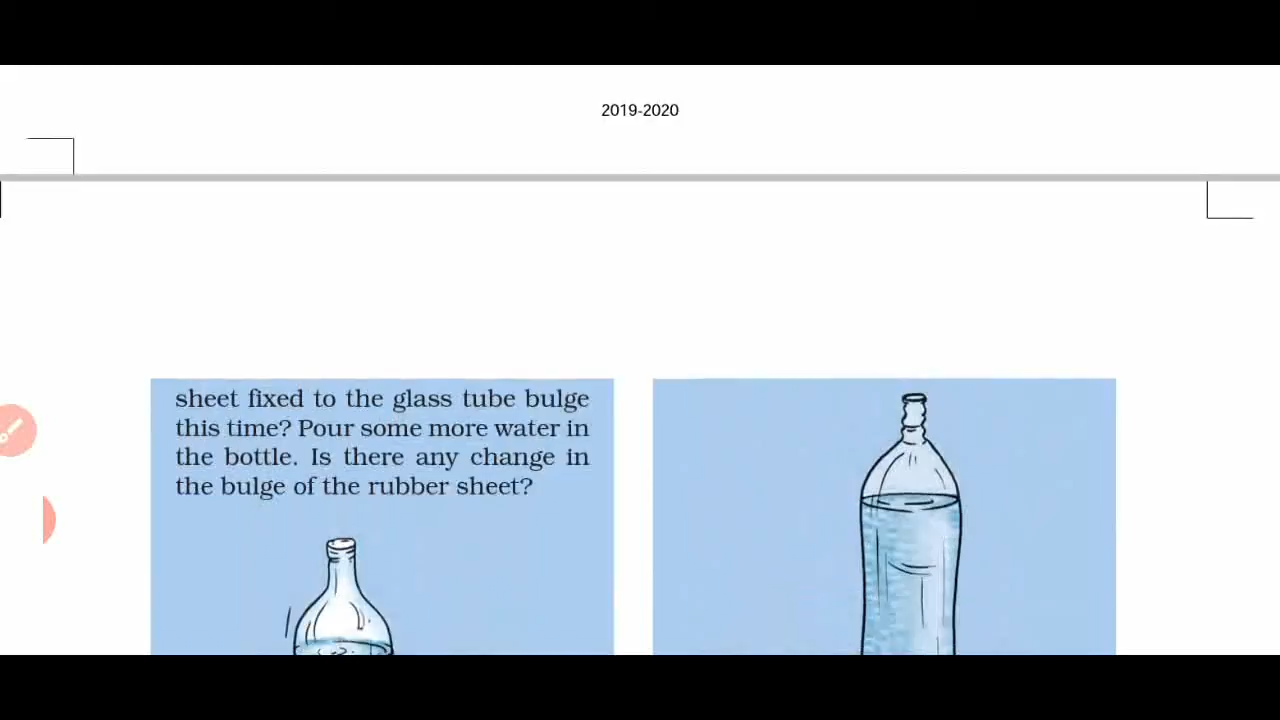 2019-2020
sheet fixed to the glass tube bulge
this time? Pour some more water in
the bottle. Is there any change in
the bulge of the rubber sheet?